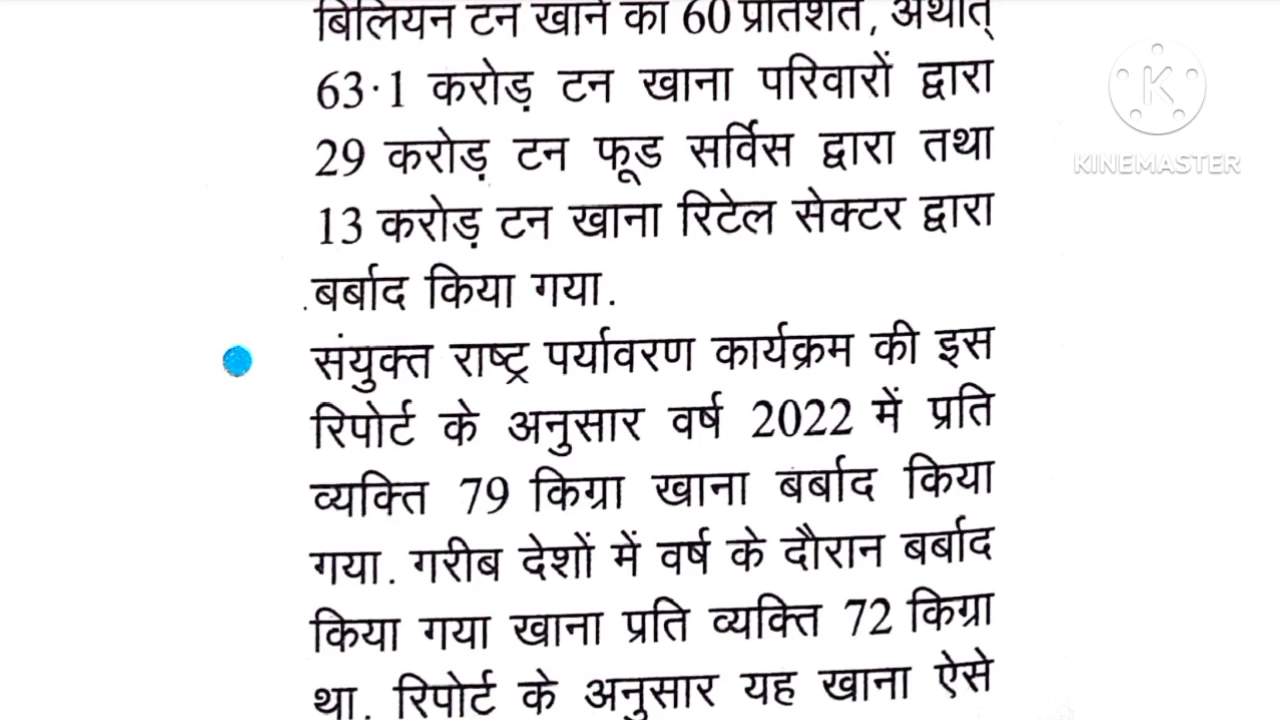 बिलियन टन खाने का 60 प्रतिशत, अर्थात्
63·1 करोड़ टन खाना परिवारों द्वारा
29 करोड़ टन फूड सर्विस द्वारा तथा
13 करोड़ टन खाना रिटेल सेक्टर द्वारा
बर्बाद किया गया.
संयुक्त राष्ट्र पर्यावरण कार्यक्रम की इस
रिपोर्ट के अनुसार वर्ष 2022 में प्रति
व्यक्ति 79 किग्रा खाना बर्बाद किया
गया. गरीब देशों में वर्ष के दौरान बर्बाद
किया गया खाना प्रति व्यक्ति 72 किग्रा
था. रिपोर्ट के अनुसार यह खाना ऐसे
K
KINEMASTER